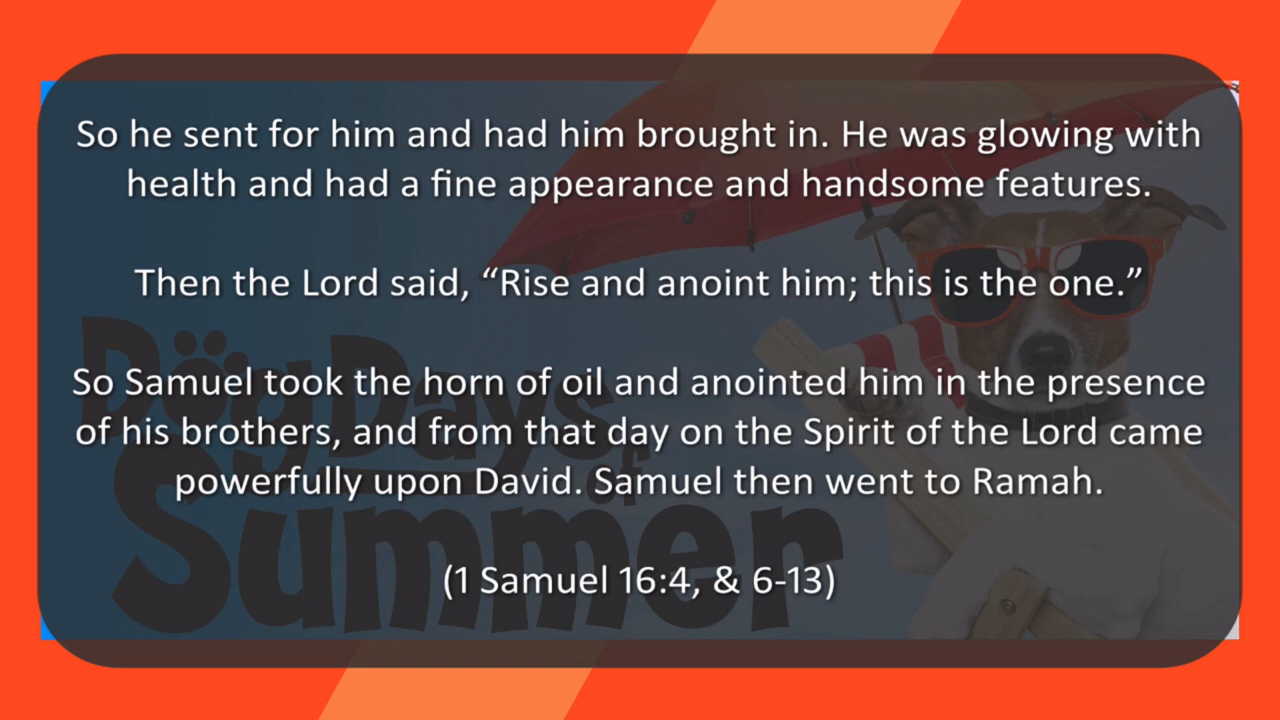 So he sent for him and had him brought in. He was glowing with
health and had a fine appearance and handsome features.
Then the Lord said, “Rise and anoint him; this is the one.”
So Samuel took the horn of oil and anointed him in the presence
of his brothers, and from that day on the Spirit of the Lord came
powerfully upon David. Samuel then went to Ramah.
(1 Samuel 16:4, & 6-13)
Dog Days
of
Summer